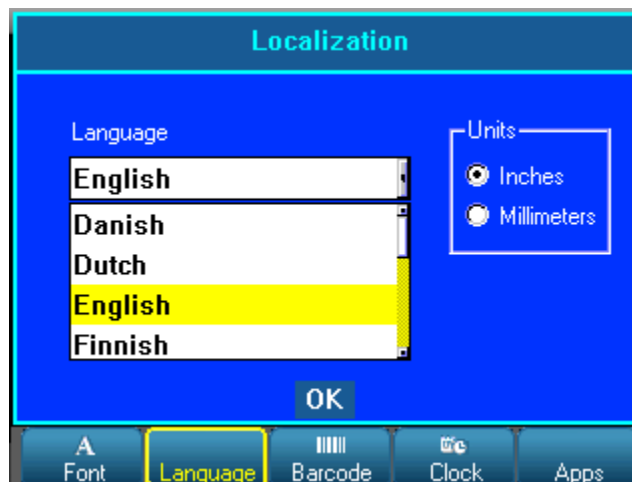 Localization
Language
English
Danish
Dutch
English
Finnish
Units
Inches
Millimeters
OK
A
Font
Language
Barcode
Clock
Apps